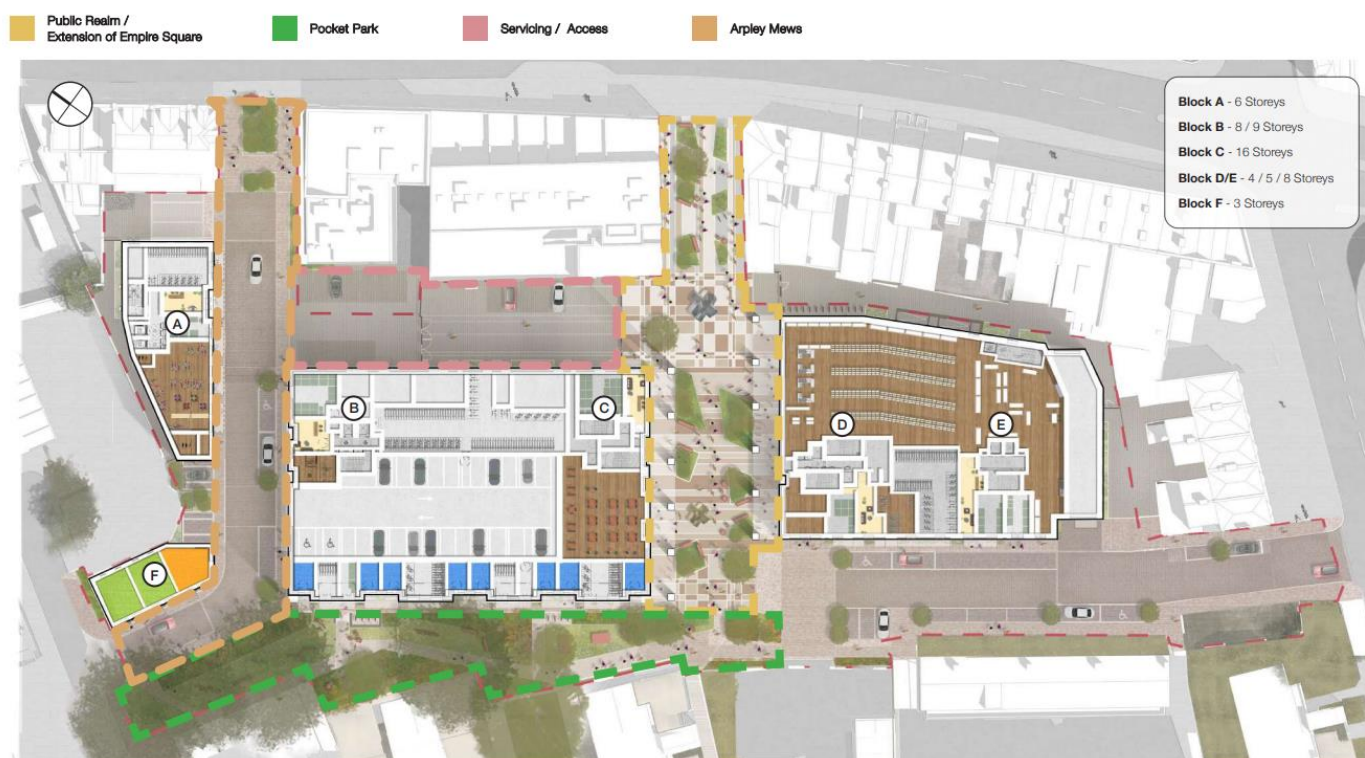 Public Realm /
Extension of Empire Square
Pocket Park
Servicing / Access
Arpley Mews
Block A - 6 Storeys
Block B - 8 / 9 Storeys
Block C - 16 Storeys
Block D/E - 4 / 5 / 8 Storeys
Block F - 3 Storeys
A
B
C
D
E
F